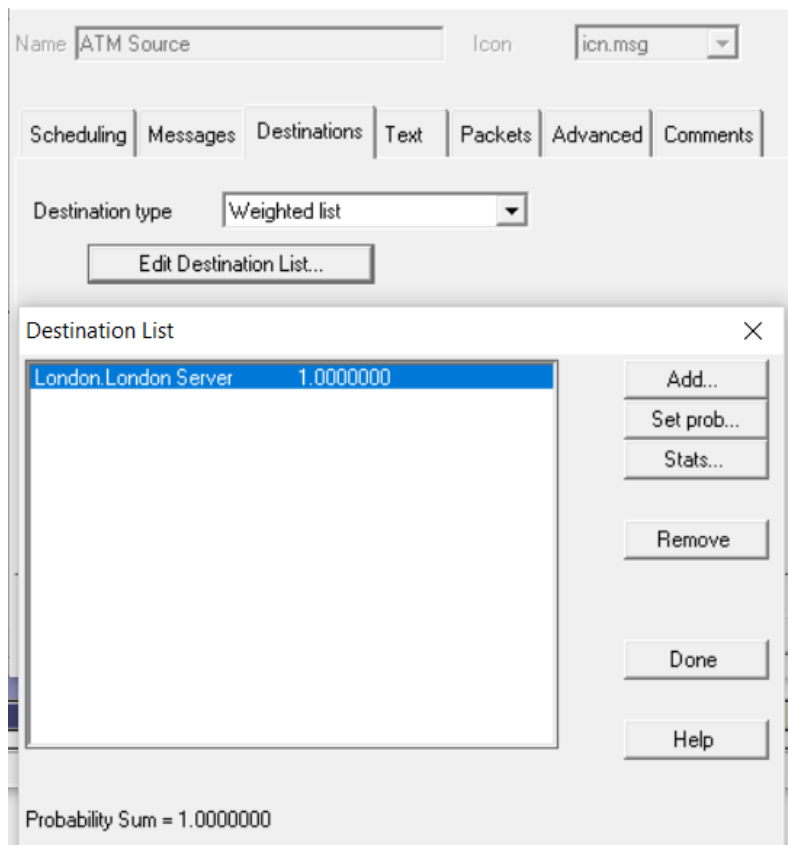 Name ATM Source Icon icn.msg
Scheduling Messages Destinations Text Packets Advanced Comments
Destination type Weighted list
Edit Destination List...
Destination List
London.London Server 1.0000000
Add...
Set prob...
Stats...
Remove
Done
Help
Probability Sum = 1.0000000